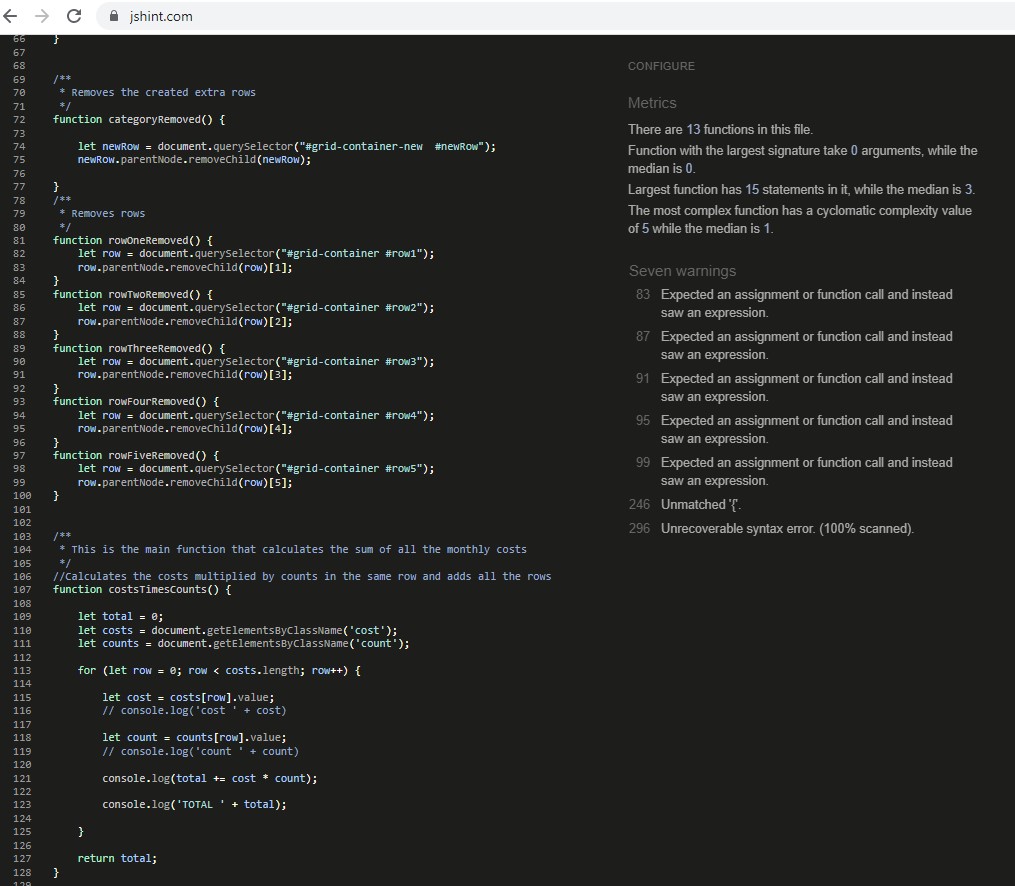 jshint.com
66 }
67
68
69 /**
70 * Removes the created extra rows
71 */
72 function categoryRemoved() {
73
74 let newRow = document.querySelector("#grid-container-new  #newRow");
75 newRow.parentNode.removeChild(newRow);
76
77 }
78 /**
79 * Removes rows
80 */
81 function rowOneRemoved() {
82 let row = document.querySelector("#grid-container #row1");
83 row.parentNode.removeChild(row)[1];
84 }
85 function rowTwoRemoved() {
86 let row = document.querySelector("#grid-container #row2");
87 row.parentNode.removeChild(row)[2];
88 }
89 function rowThreeRemoved() {
90 let row = document.querySelector("#grid-container #row3");
91 row.parentNode.removeChild(row)[3];
92 }
93 function rowFourRemoved() {
94 let row = document.querySelector("#grid-container #row4");
95 row.parentNode.removeChild(row)[4];
96 }
97 function rowFiveRemoved() {
98 let row = document.querySelector("#grid-container #row5");
99 row.parentNode.removeChild(row)[5];
100 }
101
102
103 /**
104 * This is the main function that calculates the sum of all the monthly costs
105 */
106 //Calculates the costs multiplied by counts in the same row and adds all the rows
107 function costsTimesCounts() {
108
109 let total = 0;
110 let costs = document.getElementsByClassName('cost');
111 let counts = document.getElementsByClassName('count');
112
113 for (let row = 0; row < costs.length; row++) {
114
115 let cost = costs[row].value;
116 // console.log('cost ' + cost)
117
118 let count = counts[row].value;
119 // console.log('count ' + count)
120
121 console.log(total += cost * count);
122
123 console.log('TOTAL ' + total);
124
125 }
126
127 return total;
128 }
129
CONFIGURE
Metrics
There are 13 functions in this file.
Function with the largest signature take 0 arguments, while the
median is 0.
Largest function has 15 statements in it, while the median is 3.
The most complex function has a cyclomatic complexity value
of 5 while the median is 1.
Seven warnings
83 Expected an assignment or function call and instead
saw an expression.
87 Expected an assignment or function call and instead
saw an expression.
91 Expected an assignment or function call and instead
saw an expression.
95 Expected an assignment or function call and instead
saw an expression.
99 Expected an assignment or function call and instead
saw an expression.
246 Unmatched '{'.
296 Unrecoverable syntax error. (100% scanned).